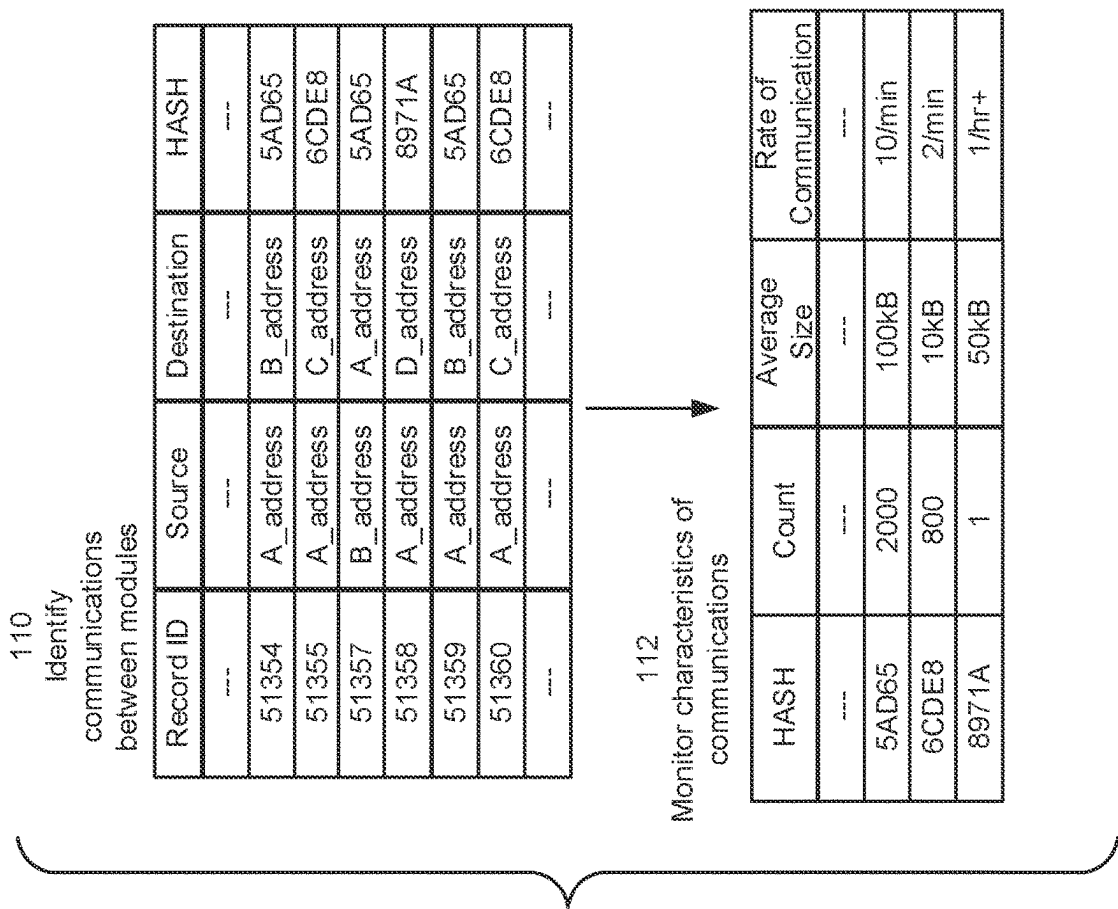 110
Identify
communications
between modules
Record ID Source Destination HASH
--- --- --- ---
51354 A_address B_address 5AD65
51355 A_address C_address 6CDE8
51357 B_address A_address 5AD65
51358 A_address D_address 8971A
51359 A_address B_address 5AD65
51360 A_address C_address 6CDE8
--- --- --- ---
112
Monitor characteristics of
communications
HASH Count Average Size Rate of Communication
--- --- --- ---
5AD65 2000 100kB 10/min
6CDE8 800 10kB 2/min
8971A 1 50kB 1/hr+